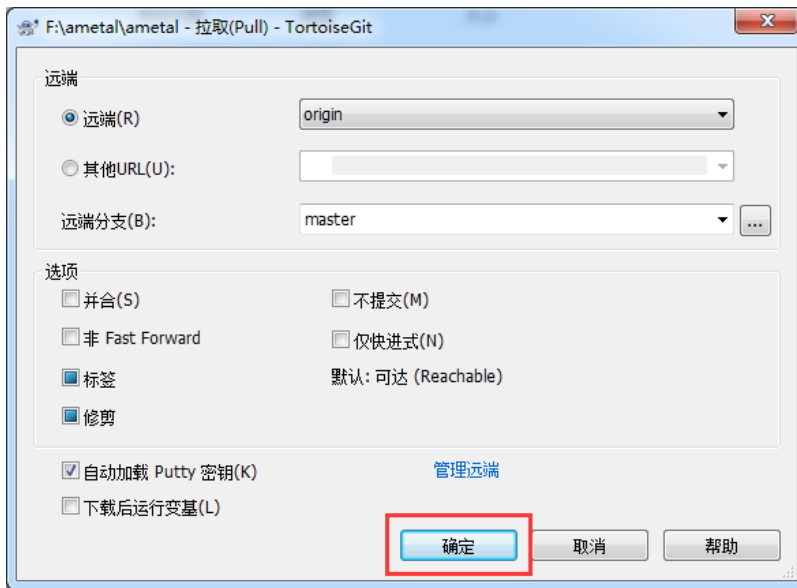 F:\ametal\ametal - 拉取(Pull) - TortoiseGit
远端
远端(R)
origin
其他URL(U):
远端分支(B):
master
...
选项
并合(S)
不提交(M)
非 Fast Forward
仅快进式(N)
标签
默认: 可达 (Reachable)
修剪
自动加载 Putty 密钥(K)
管理远端
下载后运行变基(L)
确定
取消
帮助